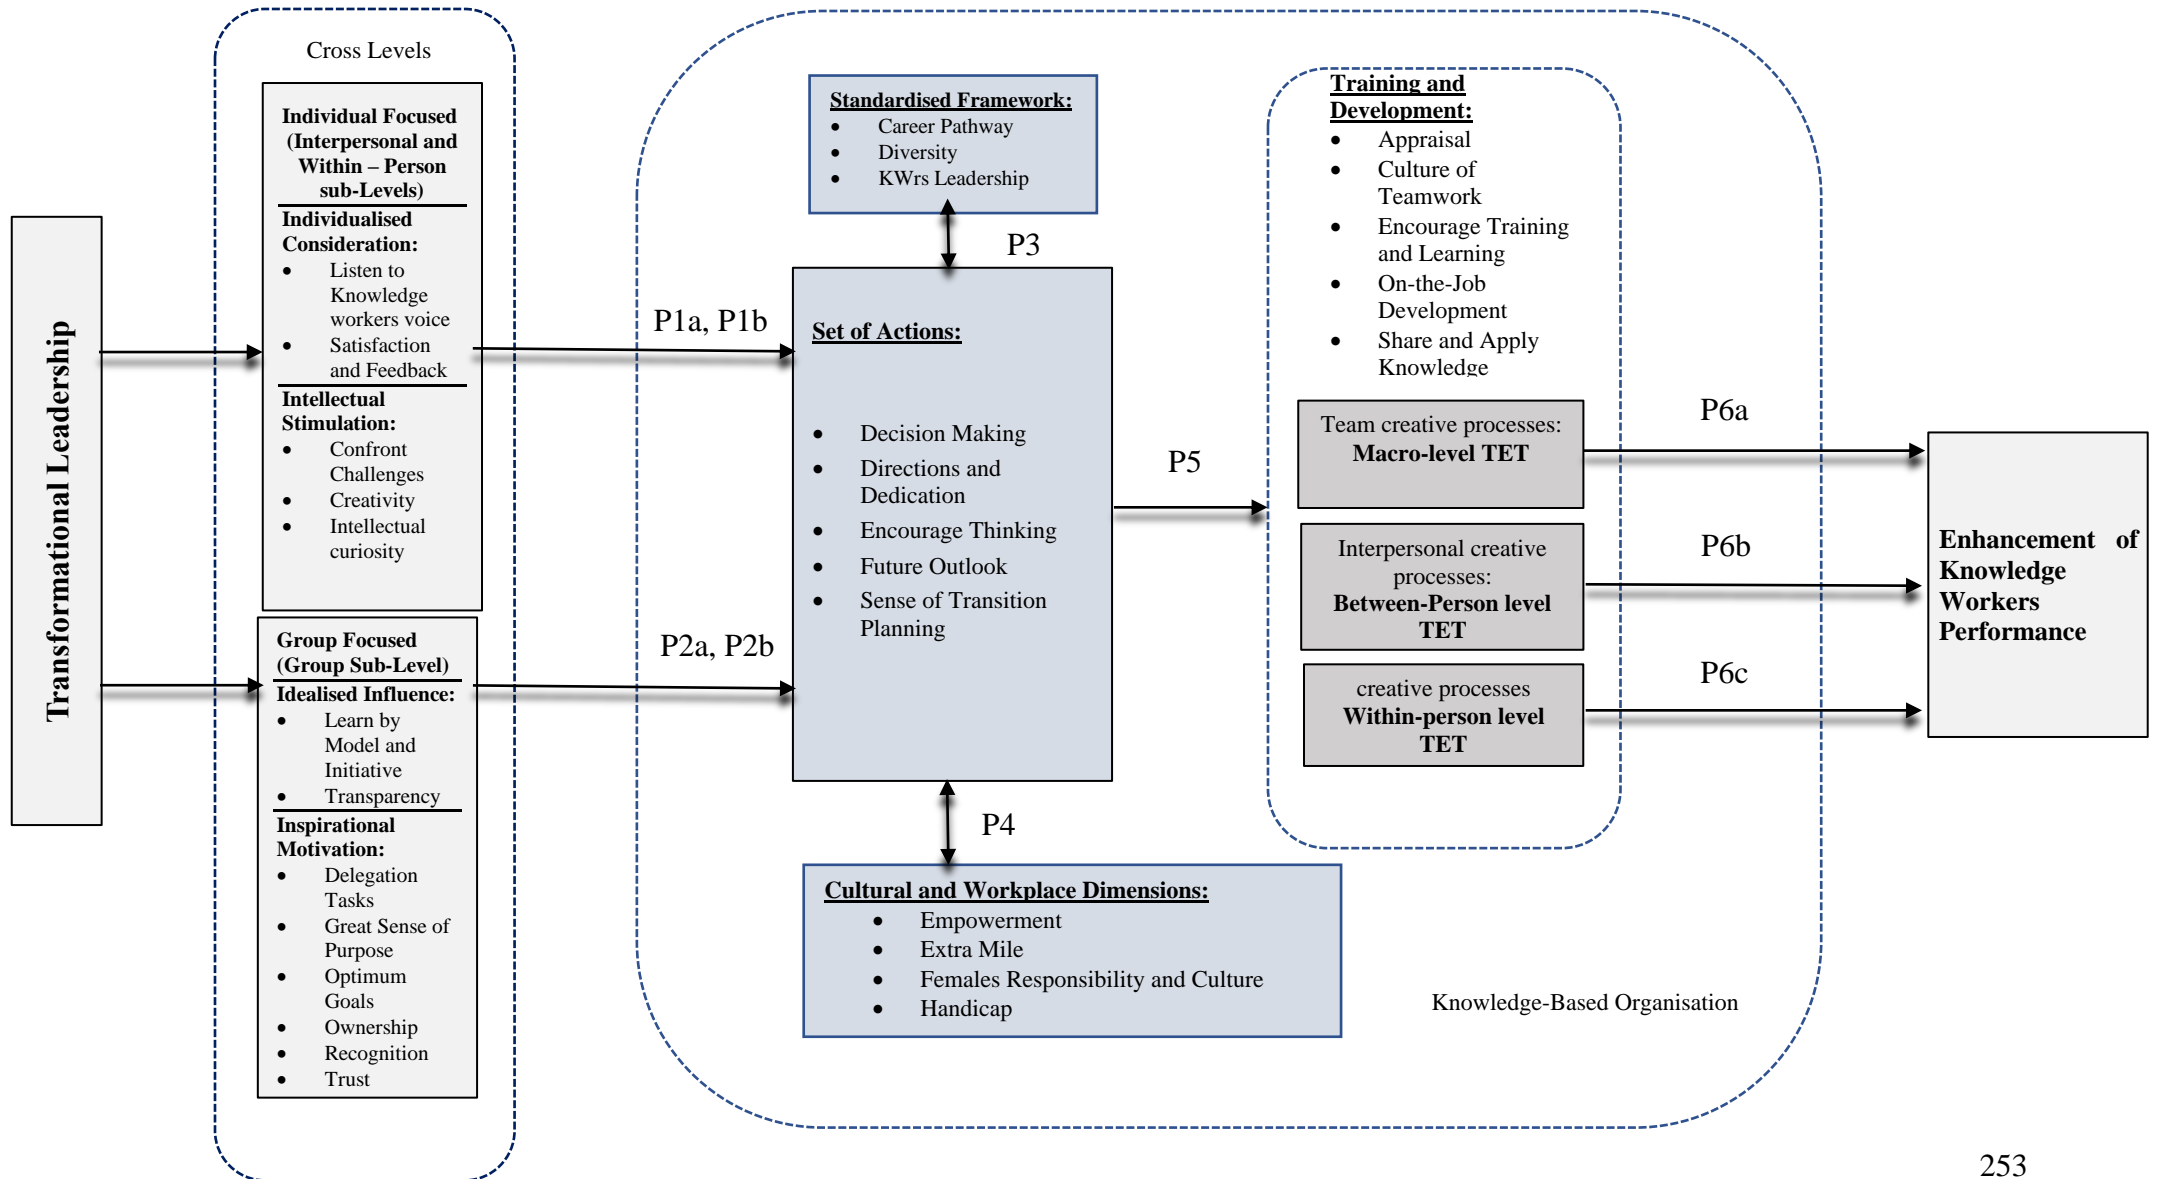 Transformational Leadership
Cross Levels
Individual Focused
(Interpersonal and
Within – Person
sub-Levels)
Individualised
Consideration:
• Listen to
Knowledge
workers voice
• Satisfaction
and Feedback
Intellectual
Stimulation:
• Confront
Challenges
• Creativity
• Intellectual
curiosity
Group Focused
(Group Sub-Level)
Idealised Influence:
• Learn by
Model and
Initiative
• Transparency
Inspirational
Motivation:
• Delegation
Tasks
• Great Sense of
Purpose
• Optimum
Goals
• Ownership
• Recognition
• Trust
P1a, P1b
P2a, P2b
Standardised Framework:
• Career Pathway
• Diversity
• KWrs Leadership
P3
Set of Actions:
• Decision Making
• Directions and
Dedication
• Encourage Thinking
• Future Outlook
• Sense of Transition
Planning
P4
Cultural and Workplace Dimensions:
• Empowerment
• Extra Mile
• Females Responsibility and Culture
• Handicap
P5
Training and
Development:
• Appraisal
• Culture of
Teamwork
• Encourage Training
and Learning
• On-the-Job
Development
• Share and Apply
Knowledge
Team creative processes:
Macro-level TET
Interpersonal creative
processes:
Between-Person level
TET
creative processes
Within-person level
TET
Knowledge-Based Organisation
P6a
P6b
P6c
Enhancement of
Knowledge
Workers
Performance
253